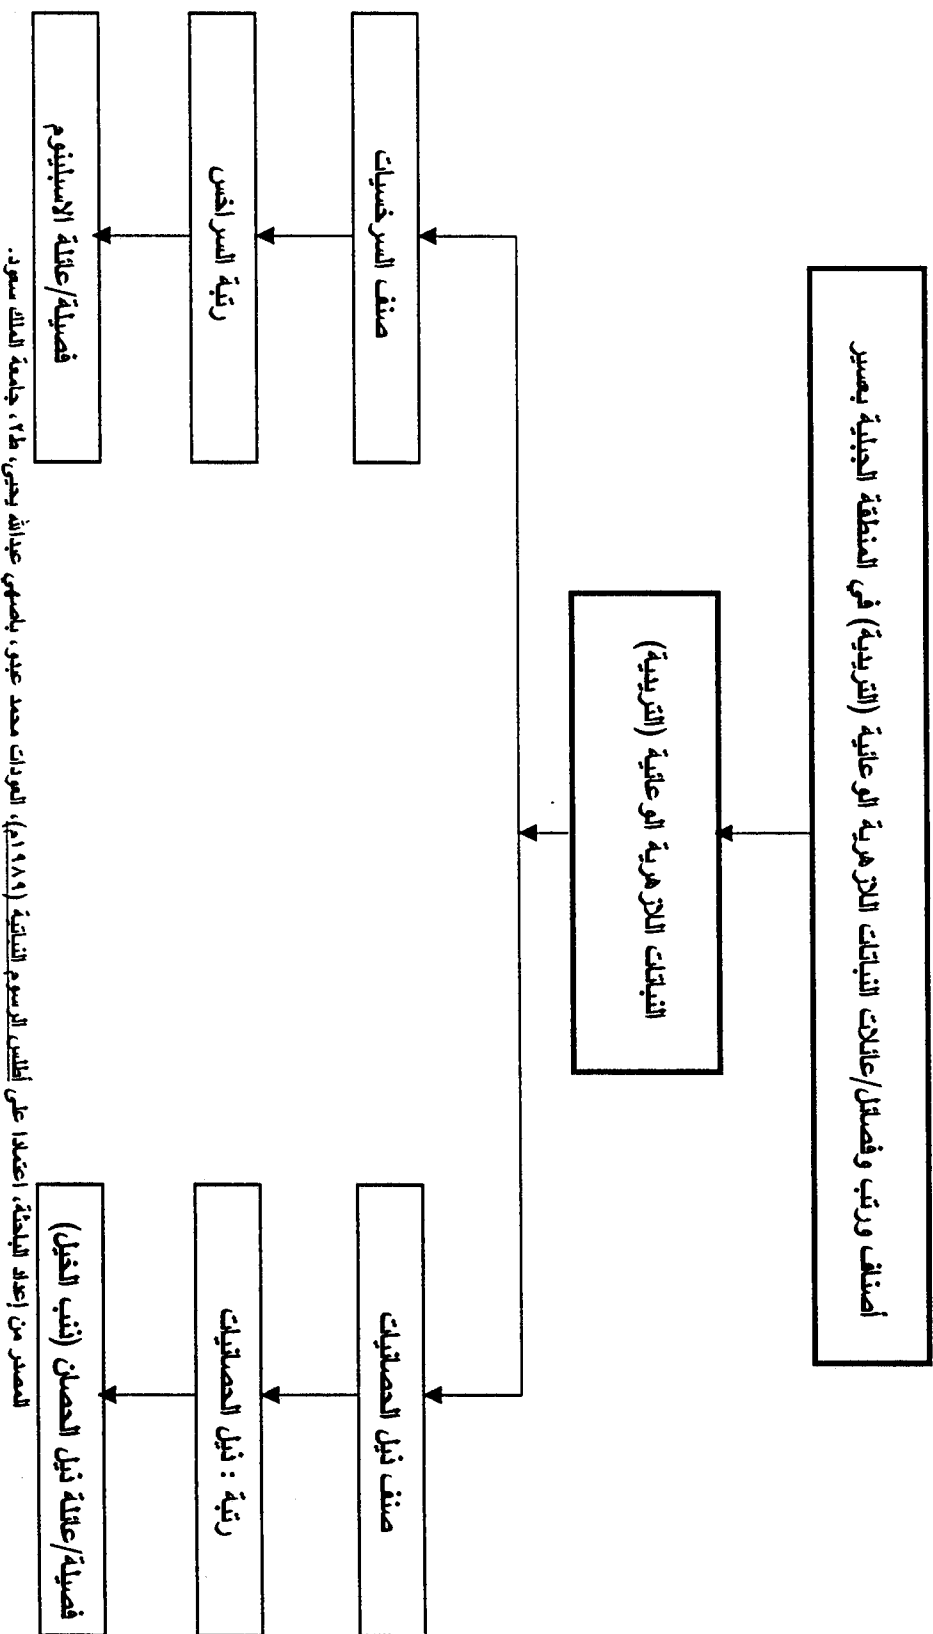 أصناف ورتب وفصائل/عائلات النباتات اللازهرية الوعائية (التريدية) في المنطقة الجبلية بعسير
النباتات اللازهرية الوعائية (التريدية)
صنف ذيل الحصانيات
صنف السرخسيات
رتبة : ذيل الحصانيات
رتبة السراخس
فصيلة/عائلة ذيل الحصان (ذنب الخيل)
فصيلة/عائلة الاسبلينوم
المصدر من إعداد الباحثة، اعتمادا على أطلس الرسوم النباتية (١٩٨٩م)، العودات محمد عبدو، باصهي عبدالله يحيى، ط٢، جامعة الملك سعود.